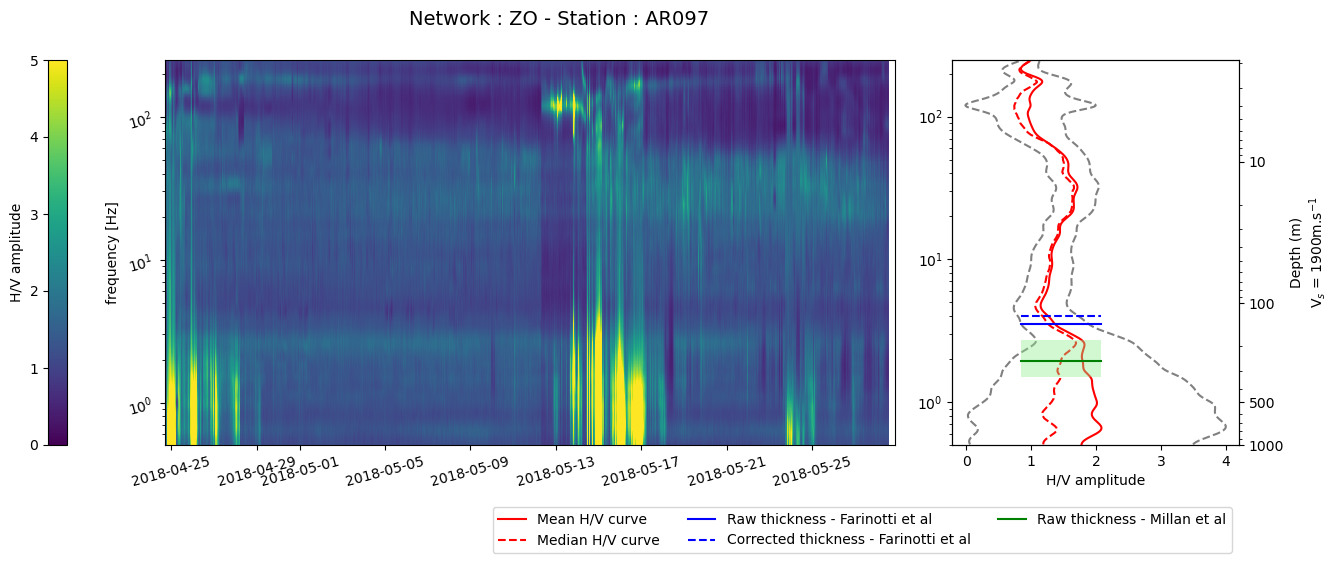 Network : ZO - Station : AR097
5
4
3
2
1
0
H/V amplitude
10²
10¹
10⁰
frequency [Hz]
2018-04-25
2018-04-29
2018-05-01
2018-05-05
2018-05-09
2018-05-13
2018-05-17
2018-05-21
2018-05-25
10²
10¹
10⁰
0
1
2
3
4
H/V amplitude
10
100
500
1000
Depth (m)
Vₛ = 1900m.s⁻¹
Mean H/V curve
Median H/V curve
Raw thickness - Farinotti et al
Corrected thickness - Farinotti et al
Raw thickness - Millan et al